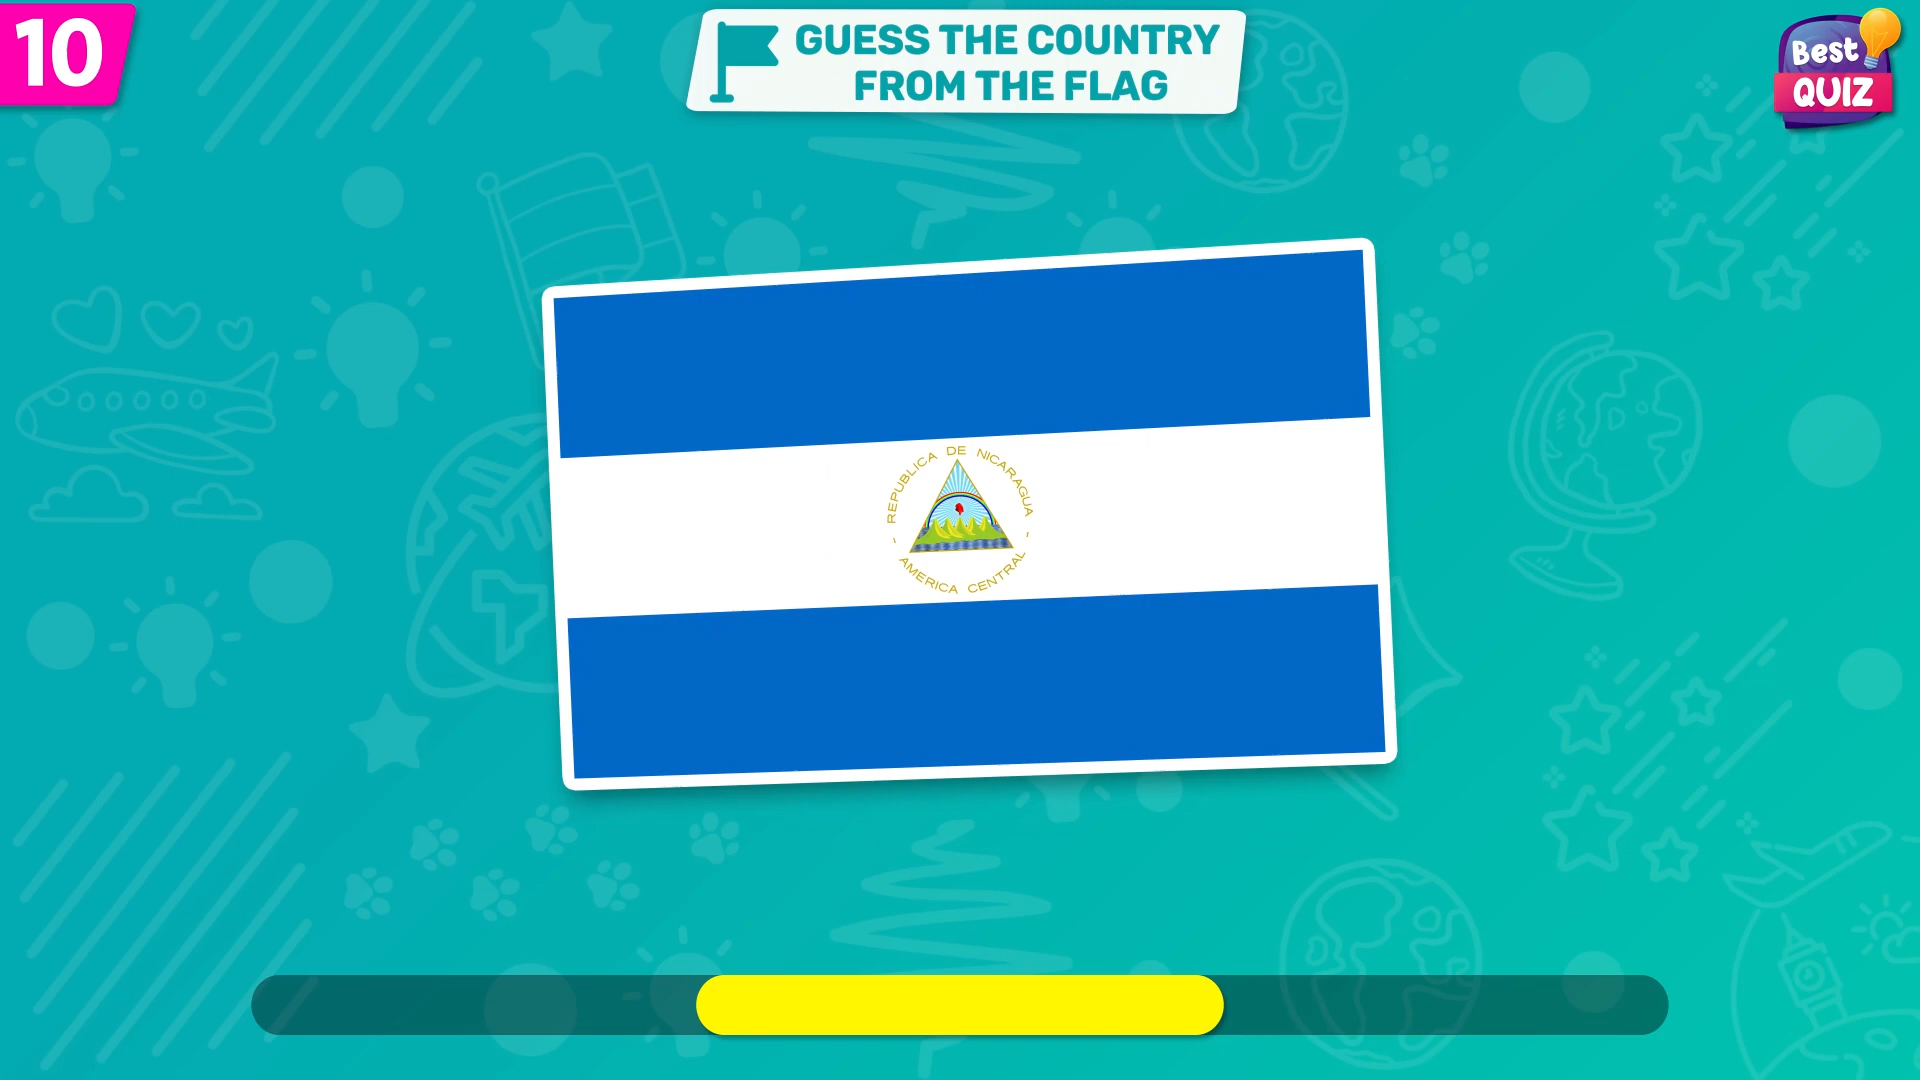 10
GUESS THE COUNTRY
FROM THE FLAG
Best
QUIZ
REPUBLICA DE NICARAGUA
- AMERICA CENTRAL -